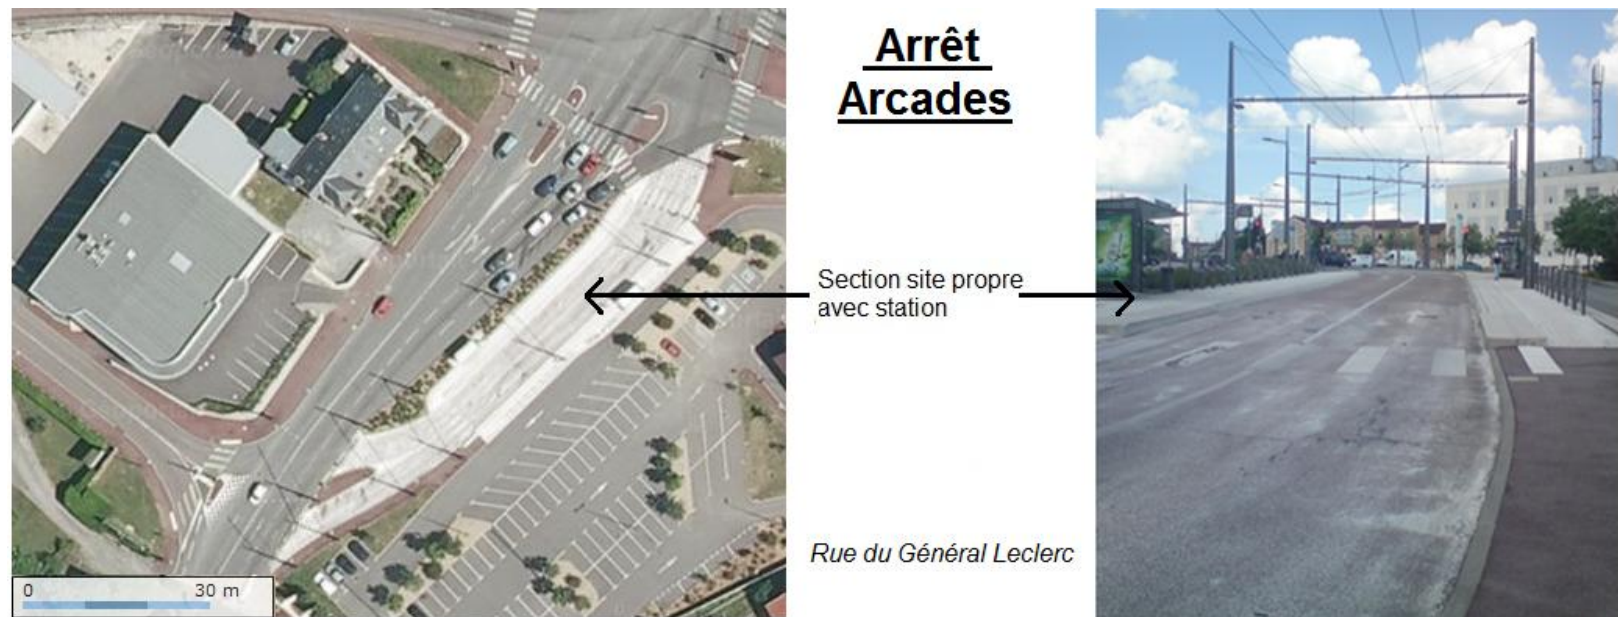 Arrêt
Arcades
Section site propre
avec station
Rue du Général Leclerc
0 30 m